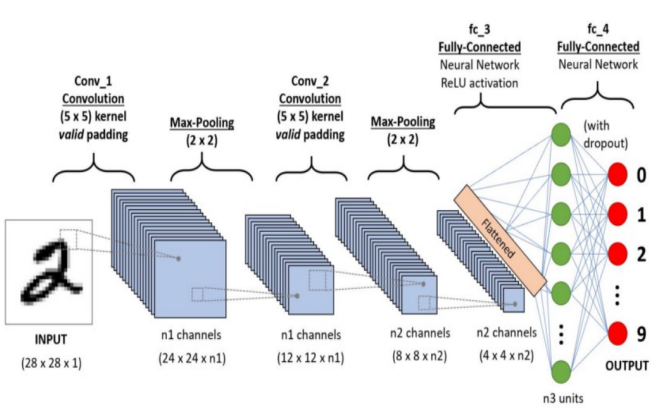 fc_3
Fully-Connected
Neural Network
ReLU activation
fc_4
Fully-Connected
Neural Network
Conv_1
Convolution
(5 x 5) kernel
valid padding
Max-Pooling
(2 x 2)
Conv_2
Convolution
(5 x 5) kernel
valid padding
Max-Pooling
(2 x 2)
(with
dropout)
2
Flattened
0
1
2
9
INPUT
(28 x 28 x 1)
n1 channels
(24 x 24 x n1)
n1 channels
(12 x 12 x n1)
n2 channels
(8 x 8 x n2)
n2 channels
(4 x 4 x n2)
OUTPUT
n3 units